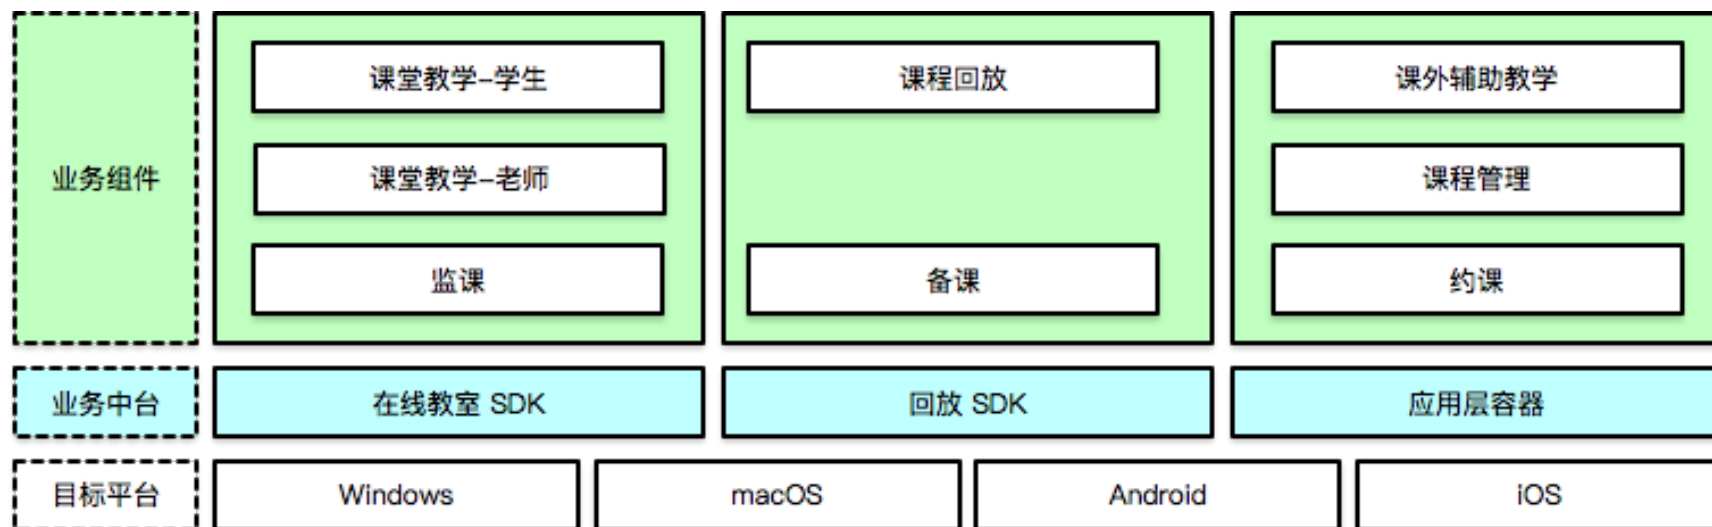 课堂教学-学生
课程回放
课外辅助教学
业务组件
课堂教学-老师
课程管理
监课
备课
约课
业务中台
在线教室 SDK
回放 SDK
应用层容器
目标平台
Windows
macOS
Android
iOS